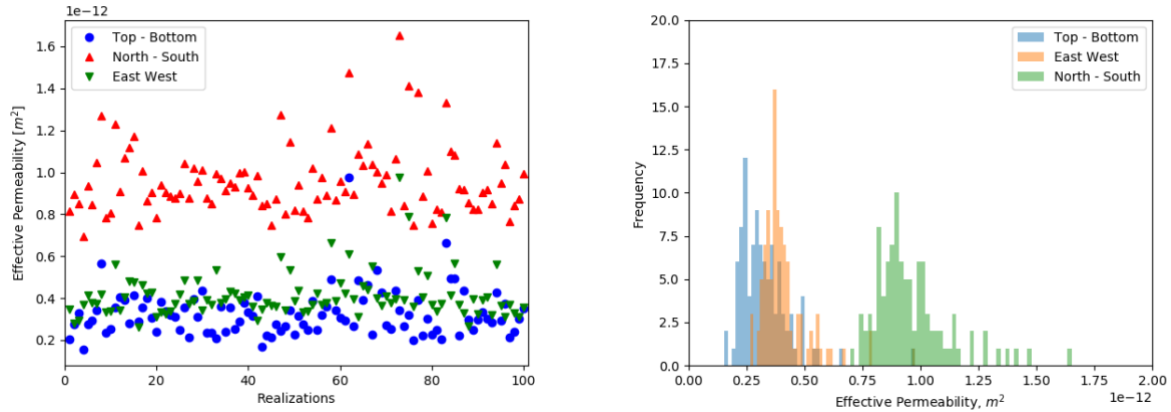 1e−12
Effective Permeability [m²]
1.6
1.4
1.2
1.0
0.8
0.6
0.4
0.2
Top - Bottom
North - South
East West
0 20 40 60 80 100
Realizations
Frequency
20.0
17.5
15.0
12.5
10.0
7.5
5.0
2.5
0.0
Top - Bottom
East West
North - South
0.00 0.25 0.50 0.75 1.00 1.25 1.50 1.75 2.00
Effective Permeability, m²
1e−12